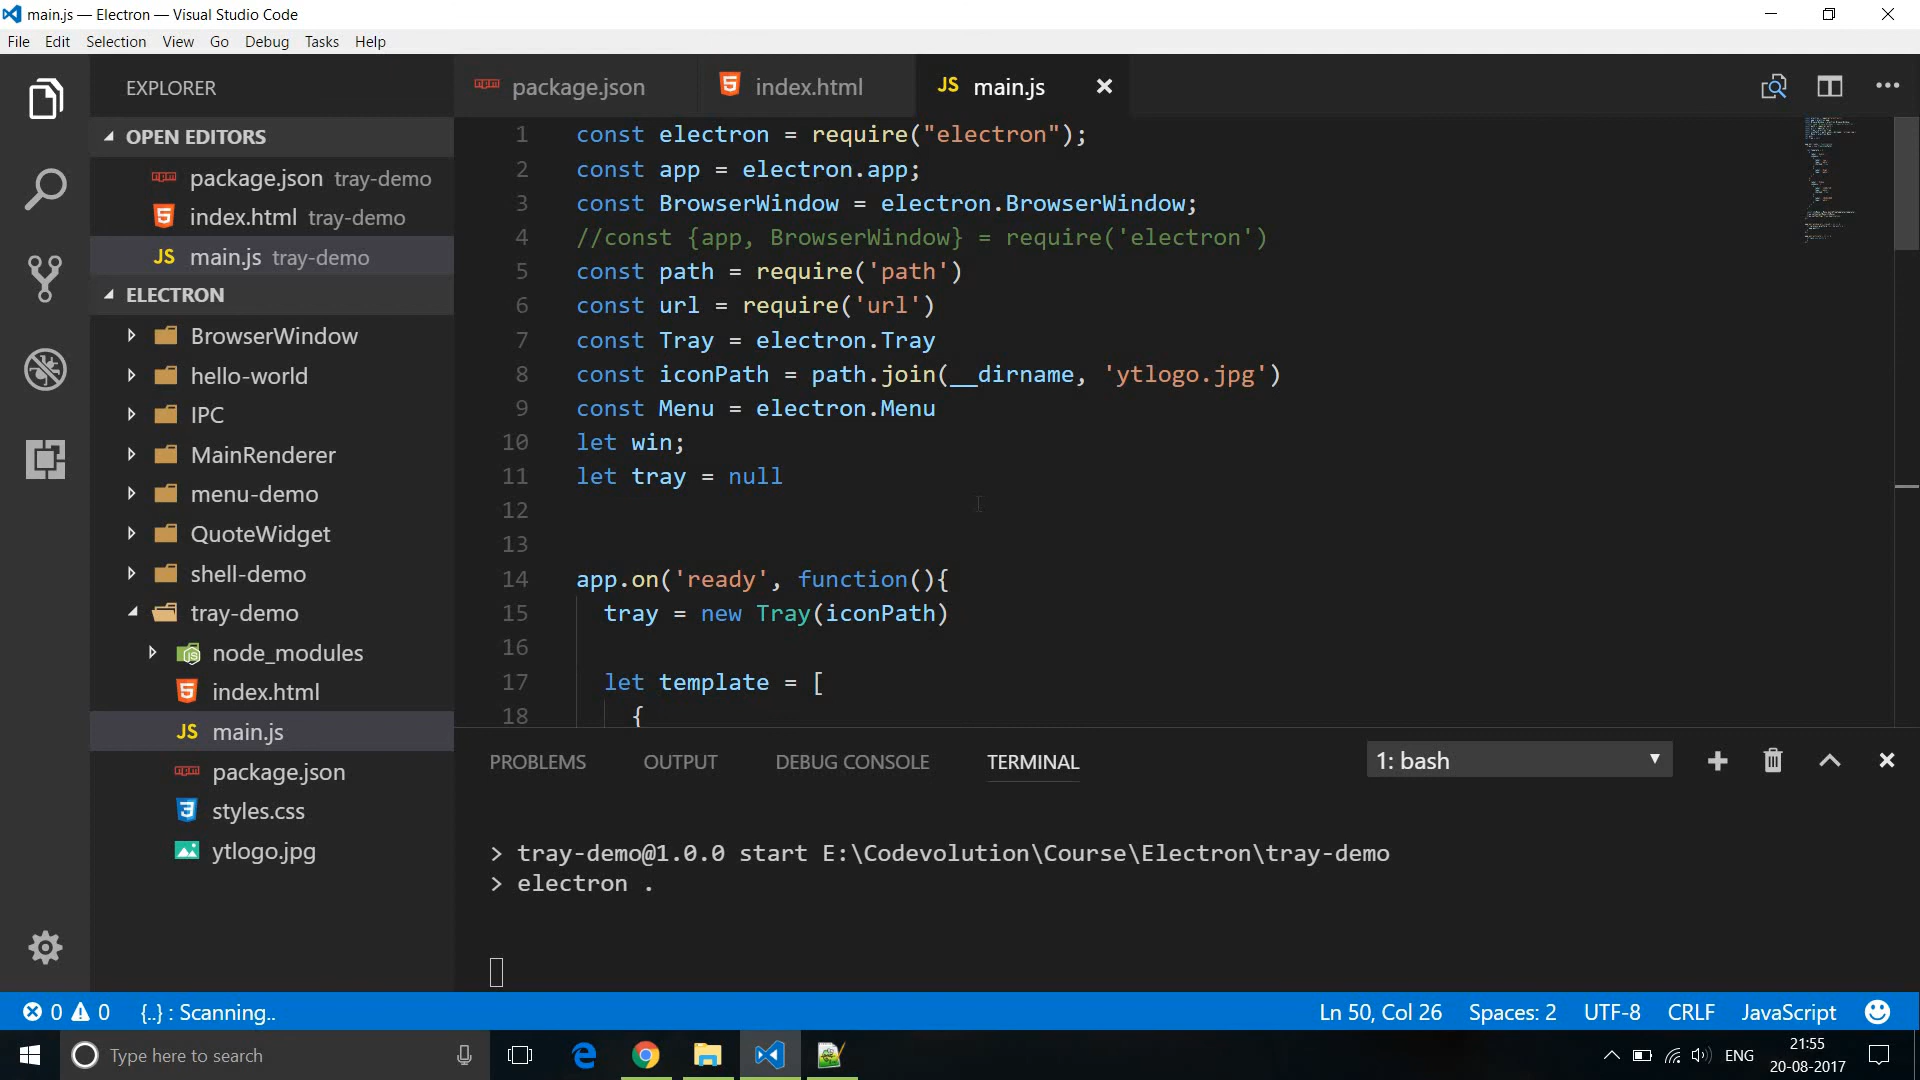 main.js — Electron — Visual Studio Code
File Edit Selection View Go Debug Tasks Help
EXPLORER
OPEN EDITORS
package.json tray-demo
index.html tray-demo
JS main.js tray-demo
ELECTRON
BrowserWindow
hello-world
IPC
MainRenderer
menu-demo
QuoteWidget
shell-demo
tray-demo
node_modules
index.html
JS main.js
package.json
styles.css
ytlogo.jpg
package.json index.html JS main.js
1 const electron = require("electron");
2 const app = electron.app;
3 const BrowserWindow = electron.BrowserWindow;
4 //const {app, BrowserWindow} = require('electron')
5 const path = require('path')
6 const url = require('url')
7 const Tray = electron.Tray
8 const iconPath = path.join(__dirname, 'ytlogo.jpg')
9 const Menu = electron.Menu
10 let win;
11 let tray = null
12
13
14 app.on('ready', function(){
15 tray = new Tray(iconPath)
16
17 let template = [
18 {
PROBLEMS OUTPUT DEBUG CONSOLE TERMINAL 1: bash
> tray-demo@1.0.0 start E:\Codevolution\Course\Electron\tray-demo
> electron .
0 0 {..} : Scanning.. Ln 50, Col 26 Spaces: 2 UTF-8 CRLF JavaScript
Type here to search
ENG
21:55
20-08-2017